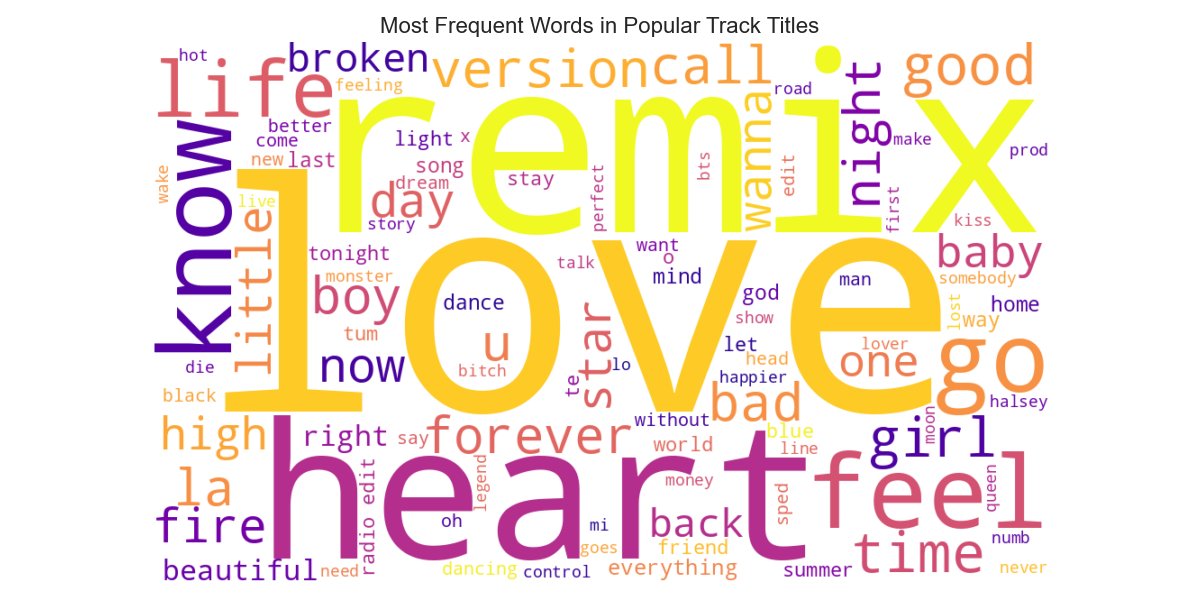 Most Frequent Words in Popular Track Titles
hot
life
broken
feeling
version
call
good
remix
road
night
make
prod
better
come
new
last
light
x
song
dream
stay
day
story
perfect
bts
wanna
edit
first
kiss
wake
know
live
little
love
tonight
monster
boy
tum
talk
want
o
mind
dance
god
show
man
baby
somebody
lost
home
way
die
now
u
bitch
te
star
lo
let
head
happier
one
lover
go
black
bad
halsey
high
right
say
forever
without
world
blue
line
girl
moon
heart
la
radio edit
legend
money
sped
feel
queen
fire
oh
mi
back
goes
friend
time
numb
beautiful
need
dancing
control
everything
summer
never